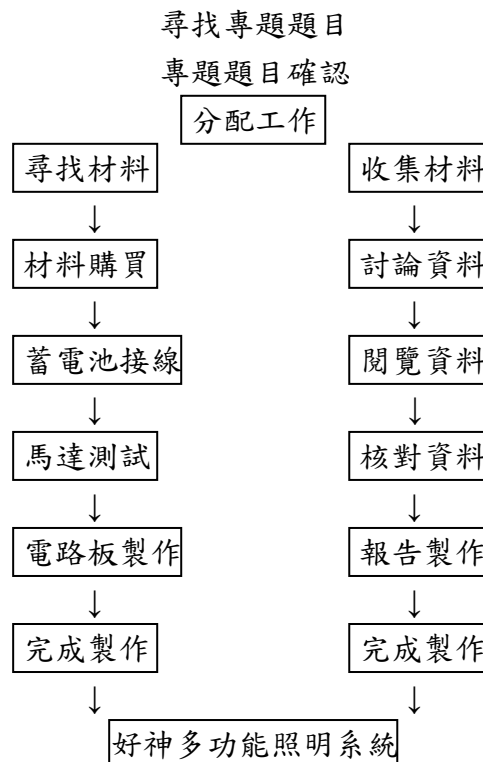 尋找專題題目
專題題目確認
分配工作
尋找材料 收集材料
↓ ↓
材料購買 討論資料
↓ ↓
蓄電池接線 閱覽資料
↓ ↓
馬達測試 核對資料
↓ ↓
電路板製作 報告製作
↓ ↓
完成製作 完成製作
↓ ↓
好神多功能照明系統